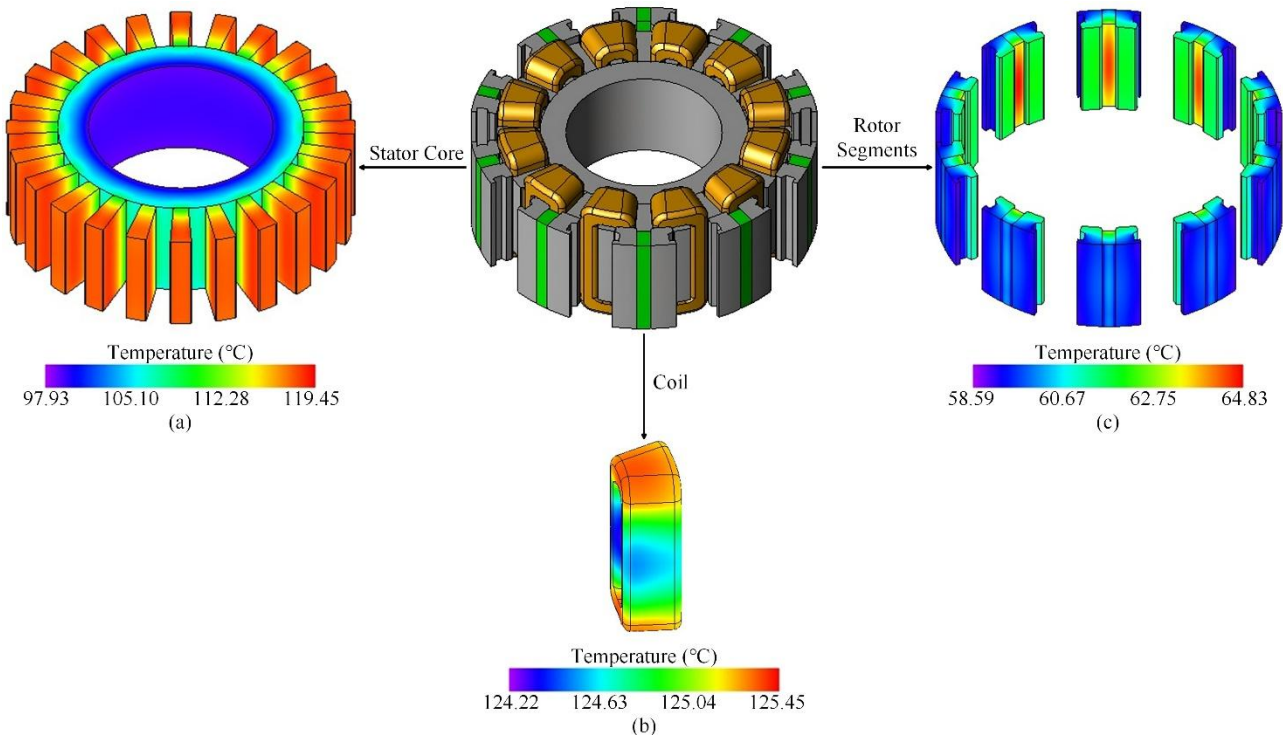 Stator Core
Rotor
Segments
Temperature (°C)
97.93 105.10 112.28 119.45
(a)
Temperature (°C)
58.59 60.67 62.75 64.83
(c)
Coil
Temperature (°C)
124.22 124.63 125.04 125.45
(b)